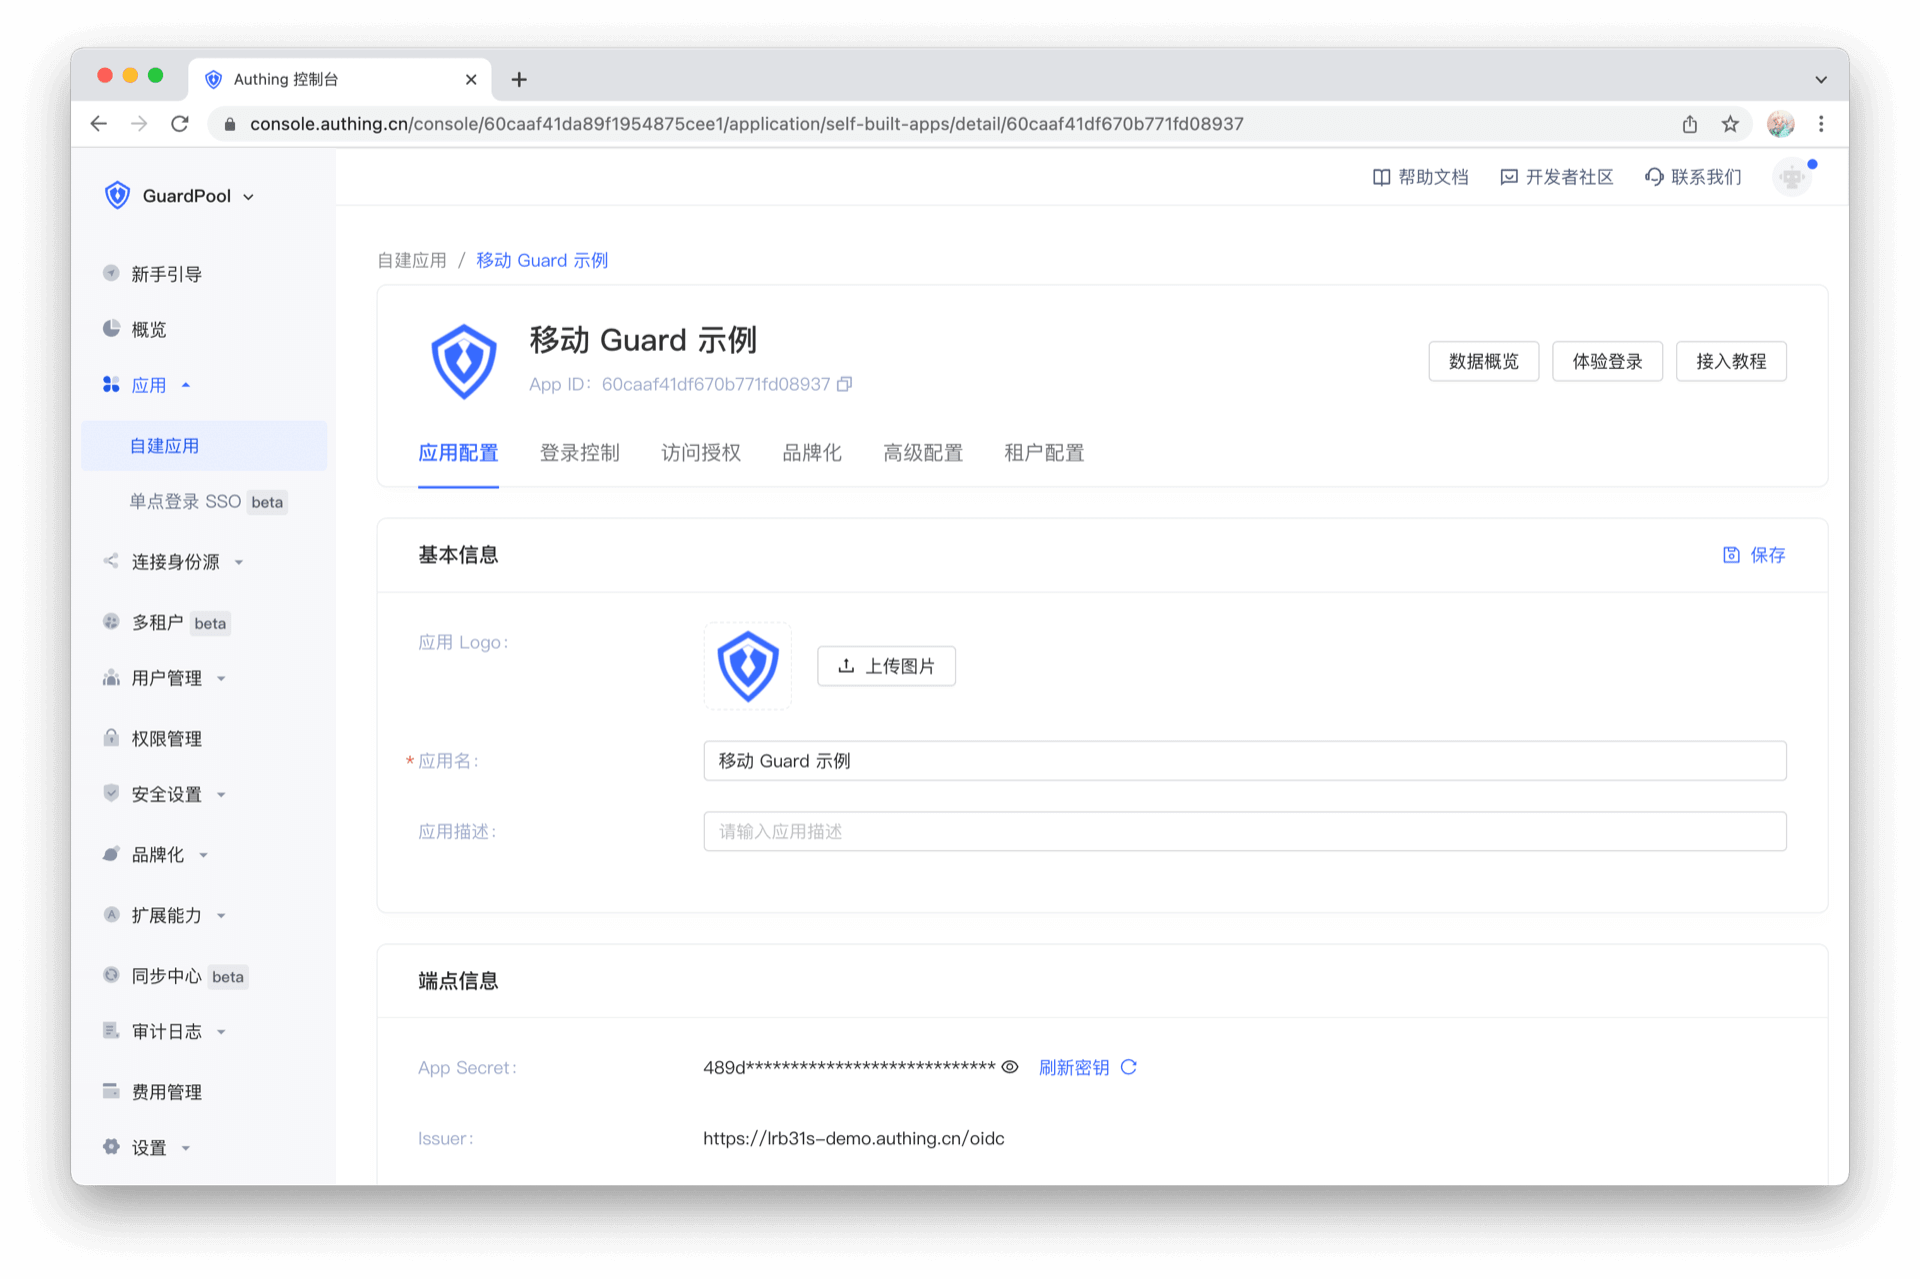 Authing 控制台
console.authing.cn/console/60caaf41da89f1954875cee1/application/self-built-apps/detail/60caaf41df670b771fd08937
GuardPool
帮助文档 开发者社区 联系我们
新手引导
概览
应用
自建应用
单点登录 SSO beta
连接身份源
多租户 beta
用户管理
权限管理
安全设置
品牌化
扩展能力
同步中心 beta
审计日志
费用管理
设置
自建应用 / 移动 Guard 示例
移动 Guard 示例
App ID: 60caaf41df670b771fd08937
数据概览 体验登录 接入教程
应用配置 登录控制 访问授权 品牌化 高级配置 租户配置
基本信息 保存
应用 Logo:
上传图片
* 应用名: 移动 Guard 示例
应用描述: 请输入应用描述
端点信息
App Secret: 489d**************************** 刷新密钥
Issuer: https://lrb31s-demo.authing.cn/oidc